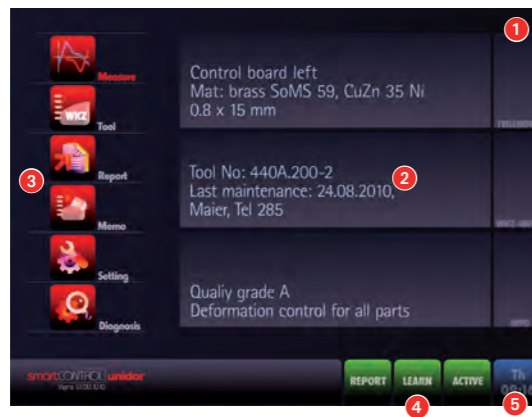 1
Measure
Control board left
Mat: brass SoMS 59, CuZn 35 Ni
0.8 x 15 mm
WKZ
Tool
Report
Tool No: 440A.200-2
Last maintenance: 24.08.2010,
Maier, Tel 285
2
3
Memo
Setting
Qualiy grade A
Deformation control for all parts
Diagnosis
smartCONTROL unidor
REPORT
LEARN
ACTIVE
Th
4
5